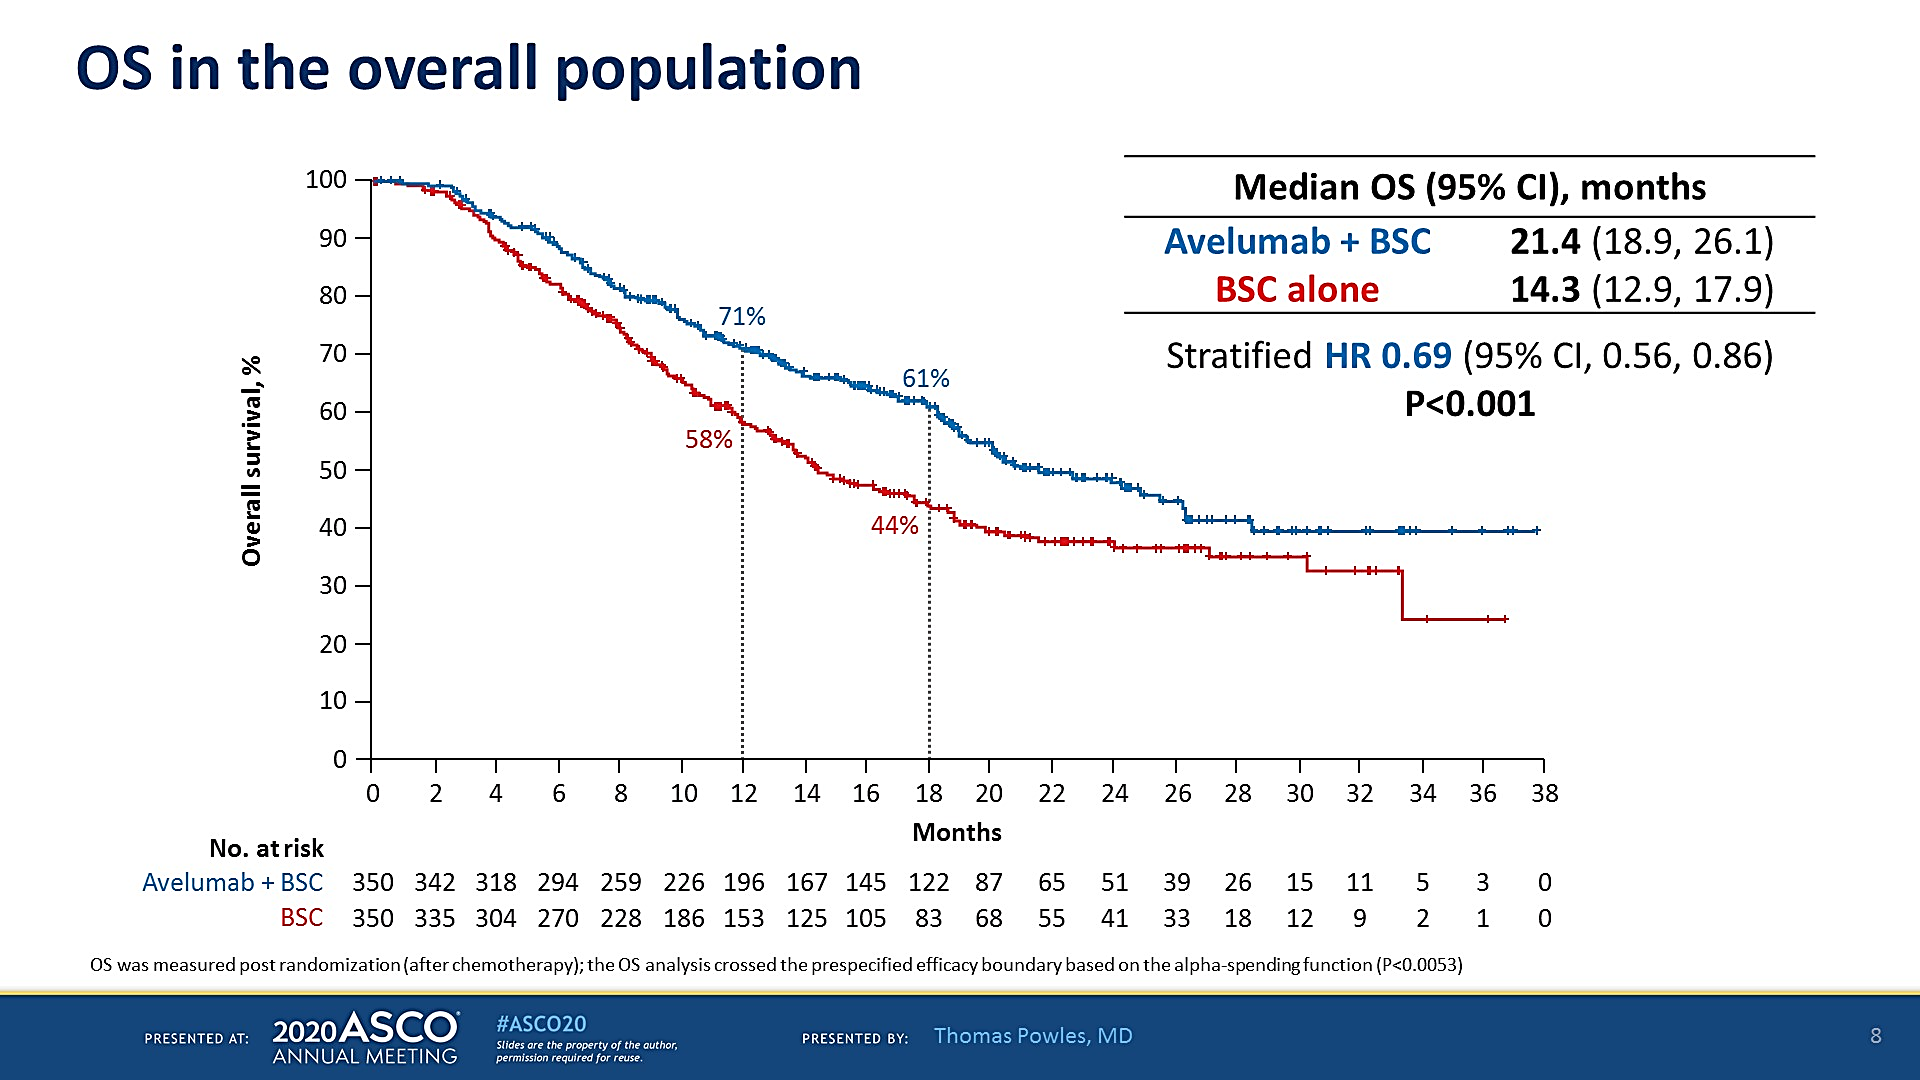 OS in the overall population
Median OS (95% CI), months
Avelumab + BSC 21.4 (18.9, 26.1)
BSC alone 14.3 (12.9, 17.9)
Stratified HR 0.69 (95% CI, 0.56, 0.86)
P<0.001
Overall survival, %
100
90
80
70
60
50
40
30
20
10
0
71%
61%
58%
44%
0 2 4 6 8 10 12 14 16 18 20 22 24 26 28 30 32 34 36 38
Months
No. at risk
Avelumab + BSC 350 342 318 294 259 226 196 167 145 122 87 65 51 39 26 15 11 5 3 0
BSC 350 335 304 270 228 186 153 125 105 83 68 55 41 33 18 12 9 2 1 0
OS was measured post randomization (after chemotherapy); the OS analysis crossed the prespecified efficacy boundary based on the alpha-spending function (P<0.0053)
PRESENTED AT: 2020 ASCO
ANNUAL MEETING
#ASCO20
Slides are the property of the author,
permission required for reuse.
PRESENTED BY: Thomas Powles, MD
8